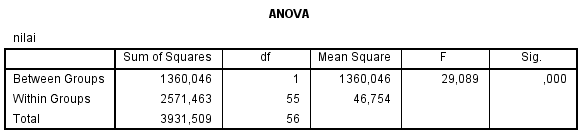 ANOVA
nilai
Sum of Squares df Mean Square F Sig.
Between Groups 1360,046 1 1360,046 29,089 ,000
Within Groups 2571,463 55 46,754
Total 3931,509 56